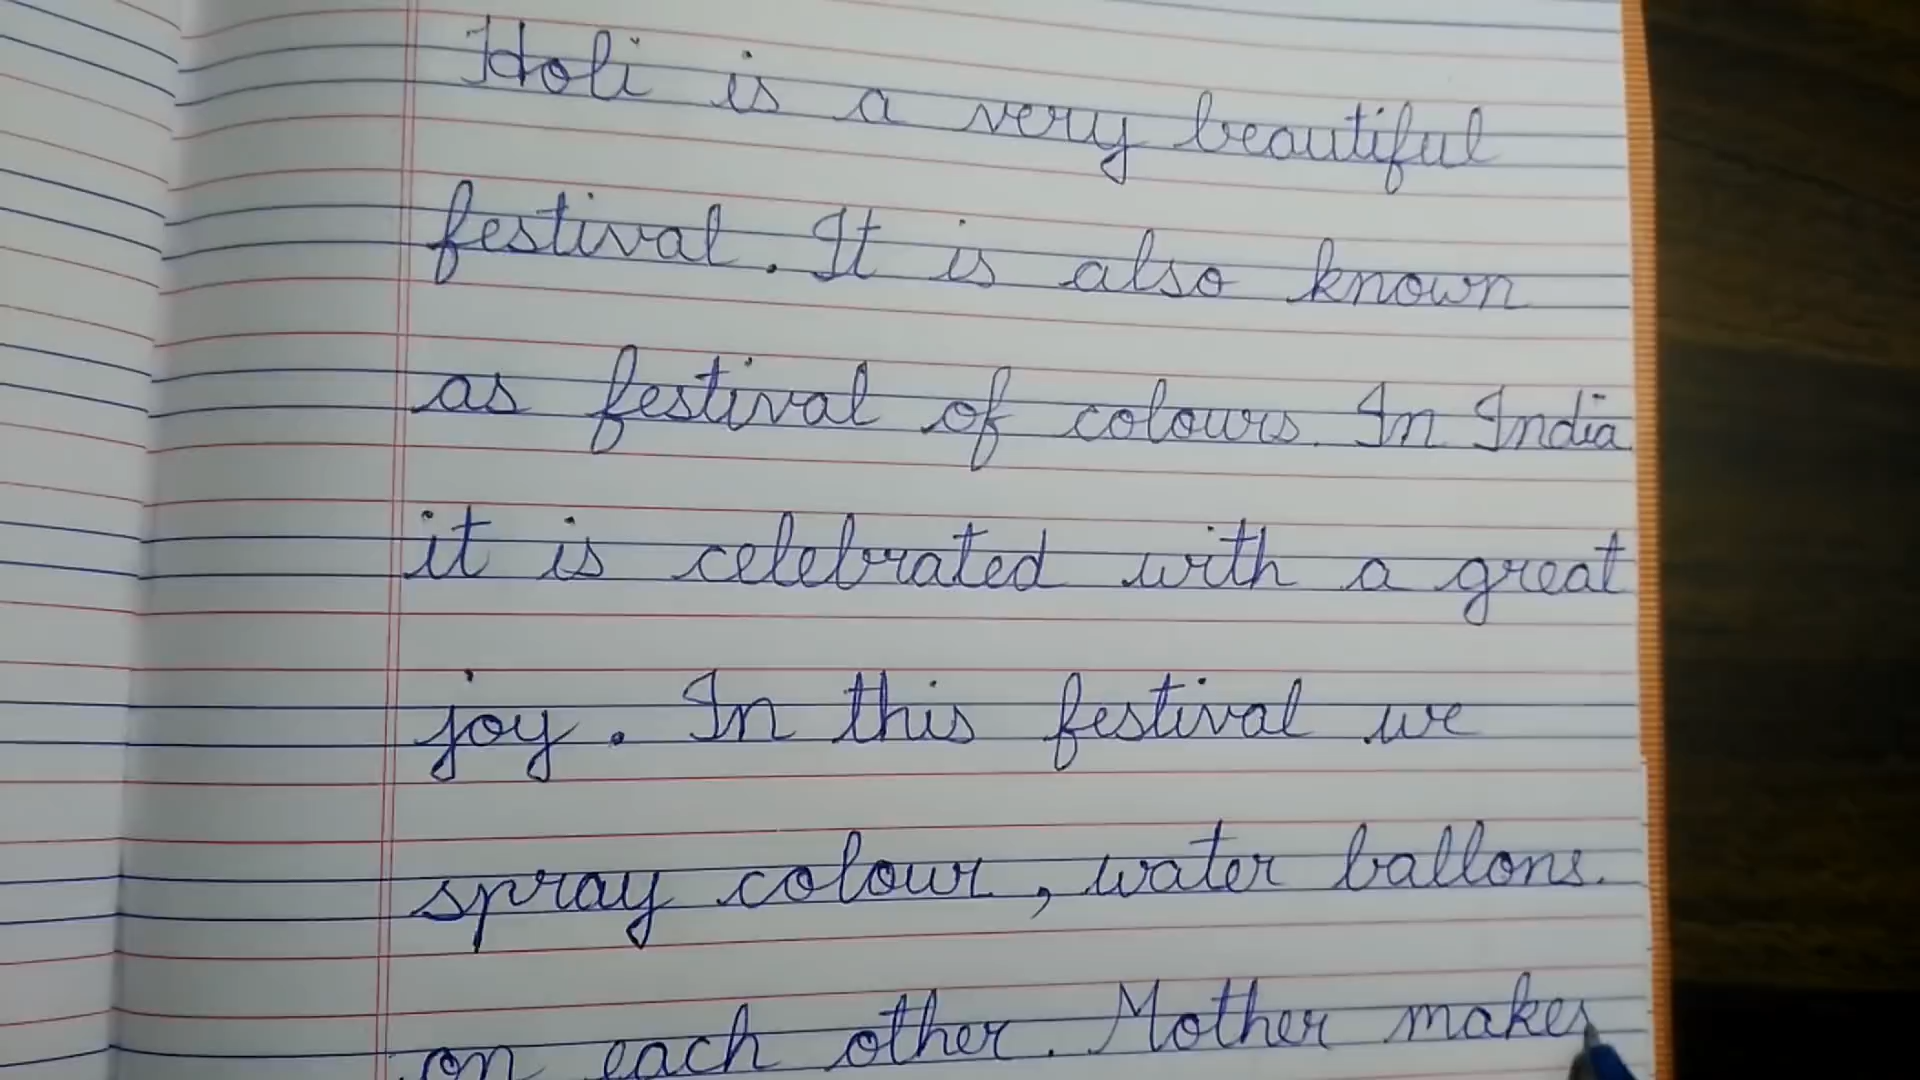 Holi is a very beautiful
festival. It is also known
as festival of colours. In India
it is celebrated with a great
joy. In this festival we
spray colour, water ballons.
on each other. Mother makes